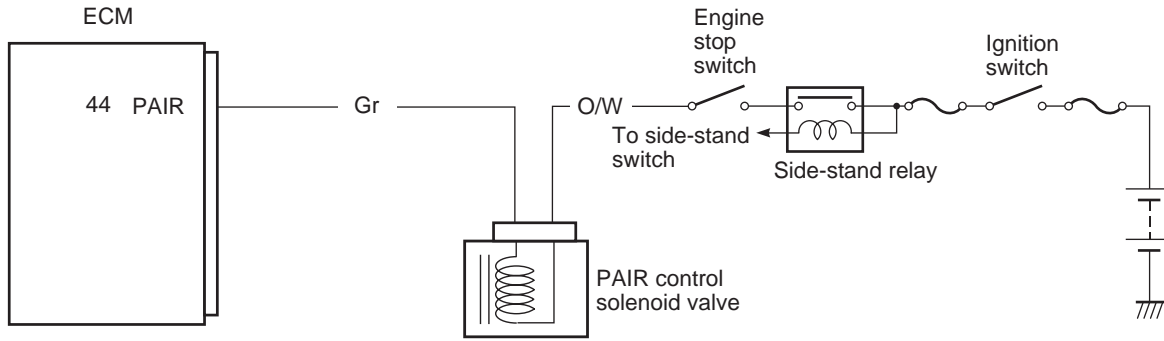 ECM
44 PAIR
Gr
O/W
Engine
stop
switch
Ignition
switch
To side-stand
switch
Side-stand relay
PAIR control
solenoid valve